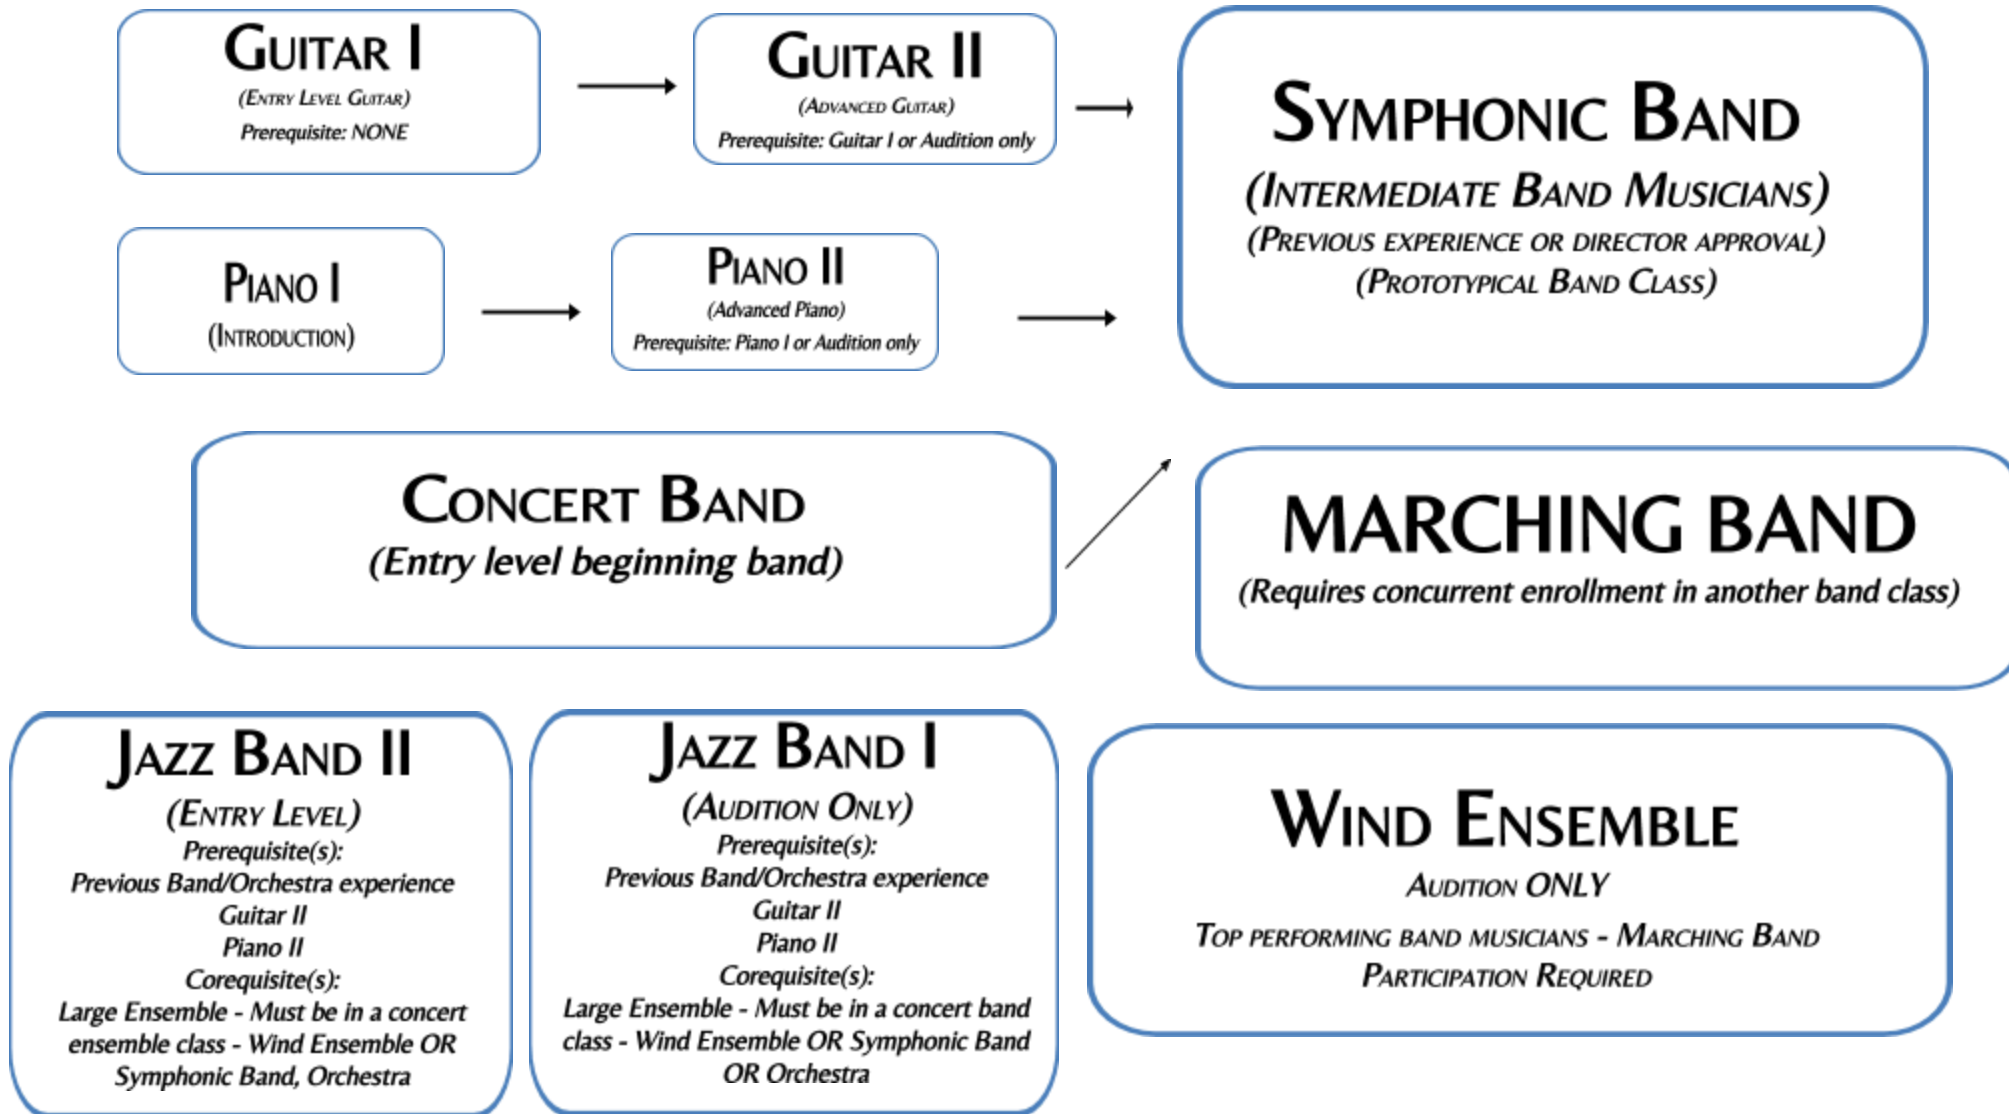 GUITAR I
(ENTRY LEVEL GUITAR)
Prerequisite: NONE
GUITAR II
(ADVANCED GUITAR)
Prerequisite: Guitar I or Audition only
SYMPHONIC BAND
(INTERMEDIATE BAND MUSICIANS)
(PREVIOUS EXPERIENCE OR DIRECTOR APPROVAL)
(PROTOTYPICAL BAND CLASS)
PIANO I
(INTRODUCTION)
PIANO II
(Advanced Piano)
Prerequisite: Piano I or Audition only
CONCERT BAND
(Entry level beginning band)
MARCHING BAND
(Requires concurrent enrollment in another band class)
JAZZ BAND II
(ENTRY LEVEL)
Prerequisite(s):
Previous Band/Orchestra experience
Guitar II
Piano II
Corequisite(s):
Large Ensemble - Must be in a concert
ensemble class - Wind Ensemble OR
Symphonic Band, Orchestra
JAZZ BAND I
(AUDITION ONLY)
Prerequisite(s):
Previous Band/Orchestra experience
Guitar II
Piano II
Corequisite(s):
Large Ensemble - Must be in a concert band
class - Wind Ensemble OR Symphonic Band
OR Orchestra
WIND ENSEMBLE
AUDITION ONLY
TOP PERFORMING BAND MUSICIANS - MARCHING BAND
PARTICIPATION REQUIRED